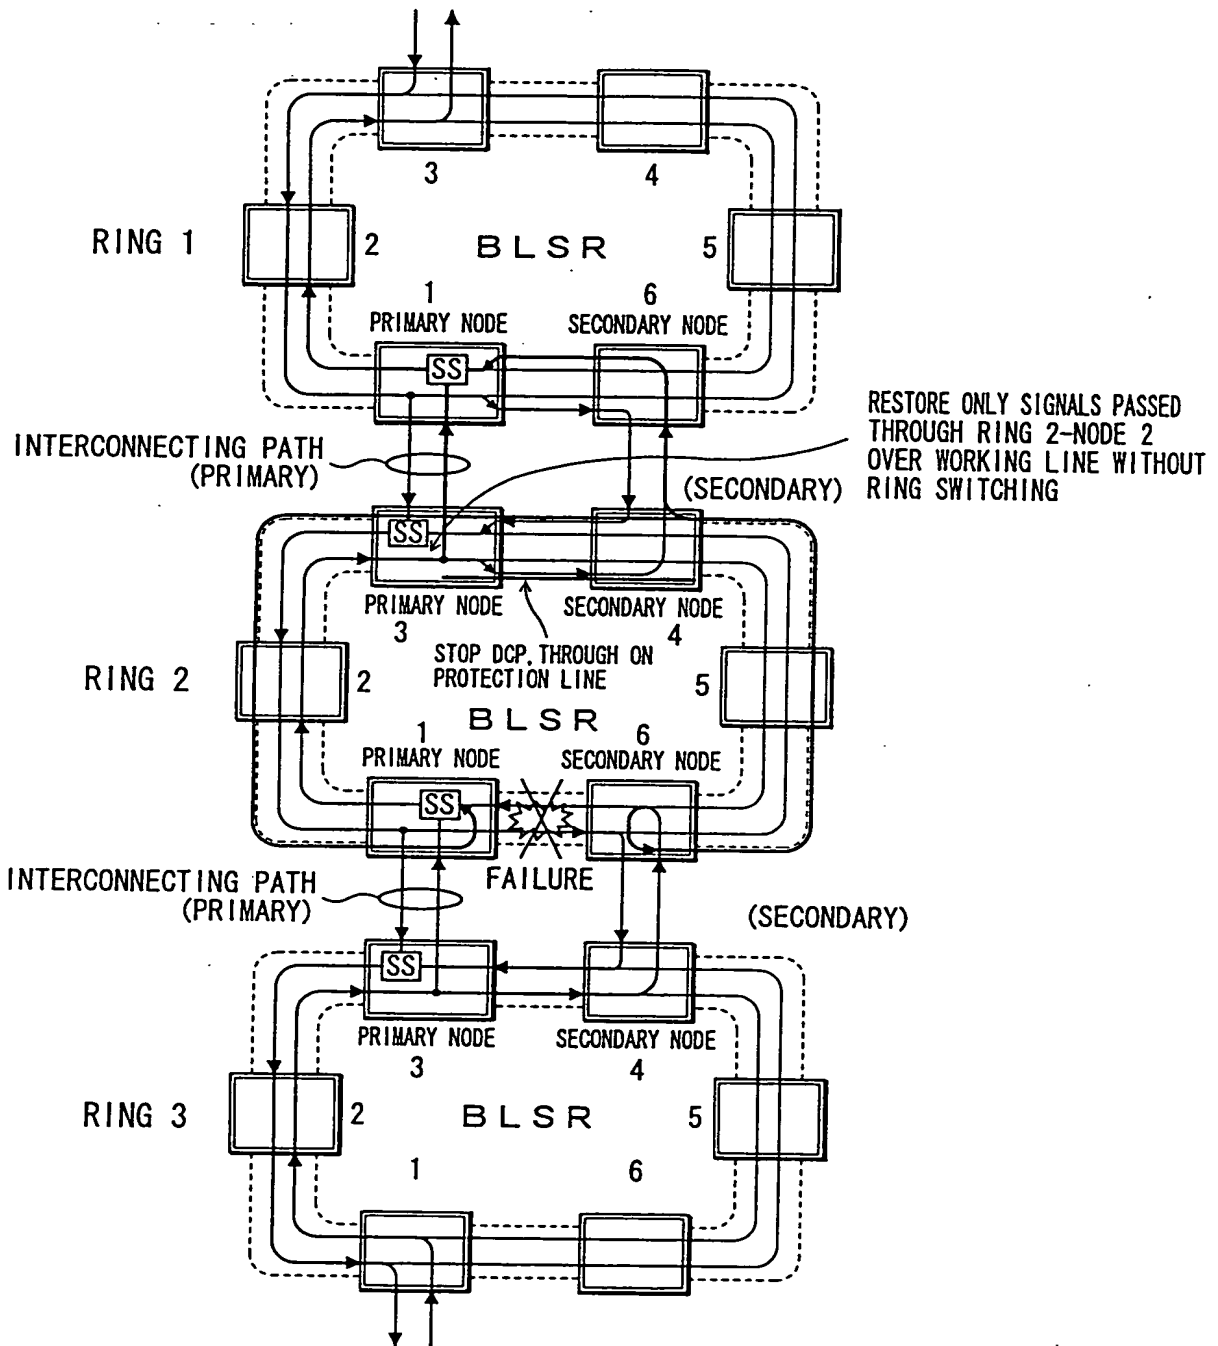 3
4
RING 1
2
BLSR
5
1
PRIMARY NODE
6
SECONDARY NODE
SS
RESTORE ONLY SIGNALS PASSED
THROUGH RING 2-NODE 2
OVER WORKING LINE WITHOUT
RING SWITCHING
INTERCONNECTING PATH
(PRIMARY)
(SECONDARY)
SS
PRIMARY NODE
3
SECONDARY NODE
4
STOP DCP. THROUGH ON
PROTECTION LINE
RING 2
2
5
BLSR
1
PRIMARY NODE
6
SECONDARY NODE
SS
FAILURE
INTERCONNECTING PATH
(PRIMARY)
(SECONDARY)
SS
PRIMARY NODE
3
SECONDARY NODE
4
RING 3
2
BLSR
5
1
6